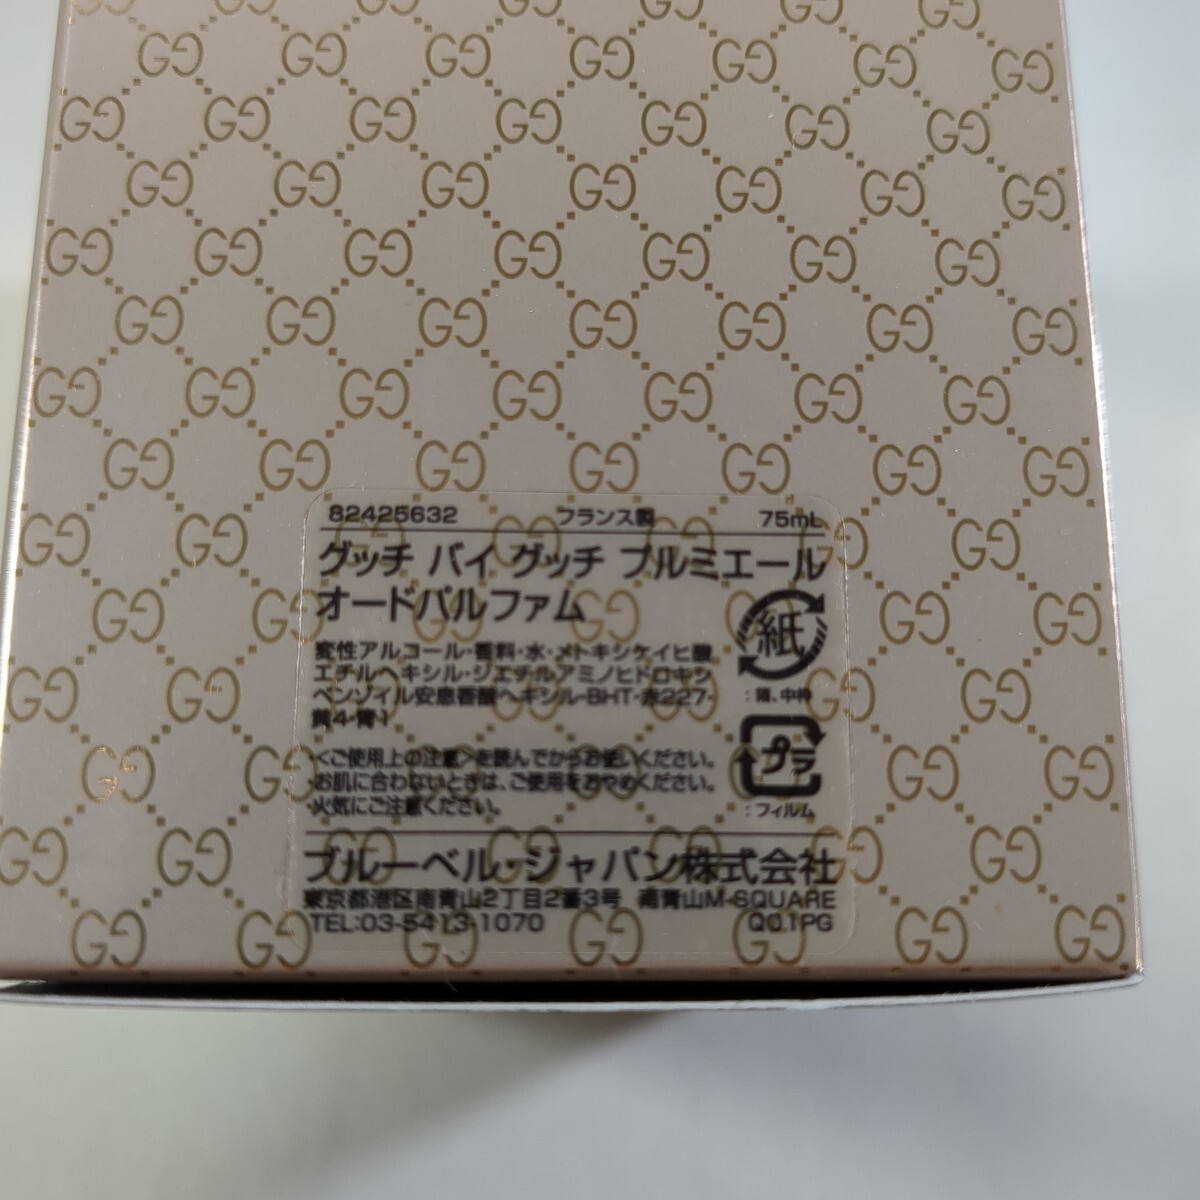 82425632 フランス製 75mL
グッチ バイ グッチ プルミエール
オードパルファム
変性アルコール・香料・水・メトキシケイヒ酸
エチルヘキシル・ジエチルアミノヒドロキシ
ベンゾイル安息香酸ヘキシル・BHT・赤227・
黄4・青1
紙
:箱、中枠
<ご使用上の注意>を読んでからお使いください。
お肌に合わないときは、ご使用をおやめください。
火気にご注意ください。
プラ
:フィルム
ブルーベル・ジャパン株式会社
東京都港区南青山2丁目2番3号 南青山M-SQUARE
TEL:03-5413-1070 Q0.1PG